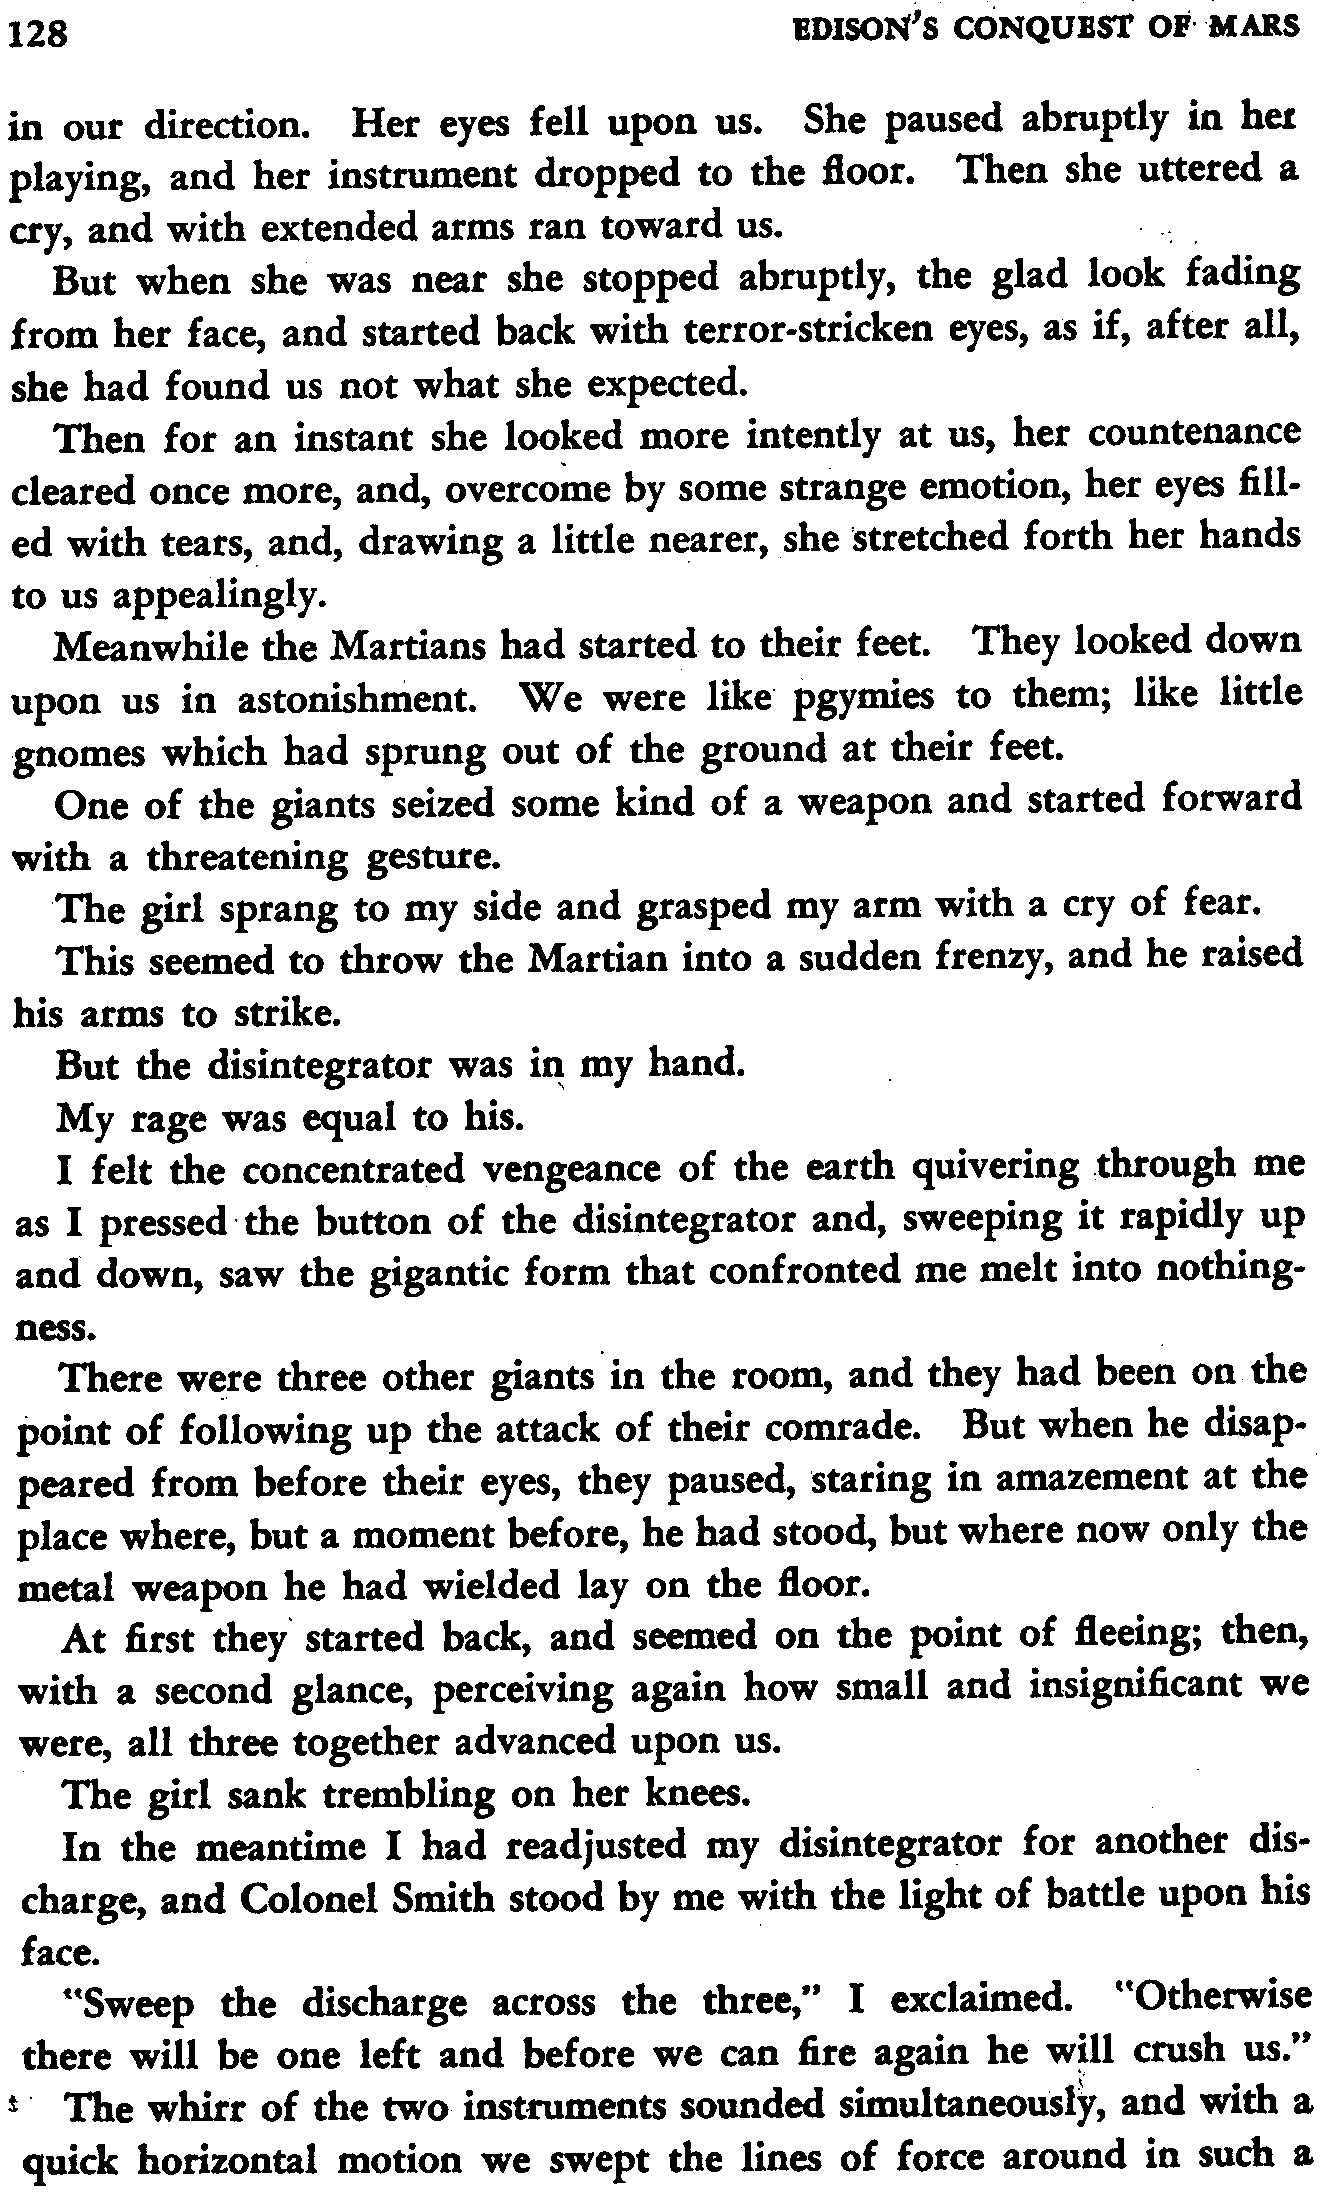 128 EDISON'S CONQUEST OF MARS
in our direction. Her eyes fell upon us. She paused abruptly in her
playing, and her instrument dropped to the floor. Then she uttered a
cry, and with extended arms ran toward us.
But when she was near she stopped abruptly, the glad look fading
from her face, and started back with terror-stricken eyes, as if, after all,
she had found us not what she expected.
Then for an instant she looked more intently at us, her countenance
cleared once more, and, overcome by some strange emotion, her eyes fill-
ed with tears, and, drawing a little nearer, she stretched forth her hands
to us appealingly.
Meanwhile the Martians had started to their feet. They looked down
upon us in astonishment. We were like pgymies to them; like little
gnomes which had sprung out of the ground at their feet.
One of the giants seized some kind of a weapon and started forward
with a threatening gesture.
The girl sprang to my side and grasped my arm with a cry of fear.
This seemed to throw the Martian into a sudden frenzy, and he raised
his arms to strike.
But the disintegrator was in my hand.
My rage was equal to his.
I felt the concentrated vengeance of the earth quivering through me
as I pressed the button of the disintegrator and, sweeping it rapidly up
and down, saw the gigantic form that confronted me melt into nothing-
ness.
There were three other giants in the room, and they had been on the
point of following up the attack of their comrade. But when he disap-
peared from before their eyes, they paused, staring in amazement at the
place where, but a moment before, he had stood, but where now only the
metal weapon he had wielded lay on the floor.
At first they started back, and seemed on the point of fleeing; then,
with a second glance, perceiving again how small and insignificant we
were, all three together advanced upon us.
The girl sank trembling on her knees.
In the meantime I had readjusted my disintegrator for another dis-
charge, and Colonel Smith stood by me with the light of battle upon his
face.
"Sweep the discharge across the three," I exclaimed. "Otherwise
there will be one left and before we can fire again he will crush us."
The whirr of the two instruments sounded simultaneously, and with a
quick horizontal motion we swept the lines of force around in such a